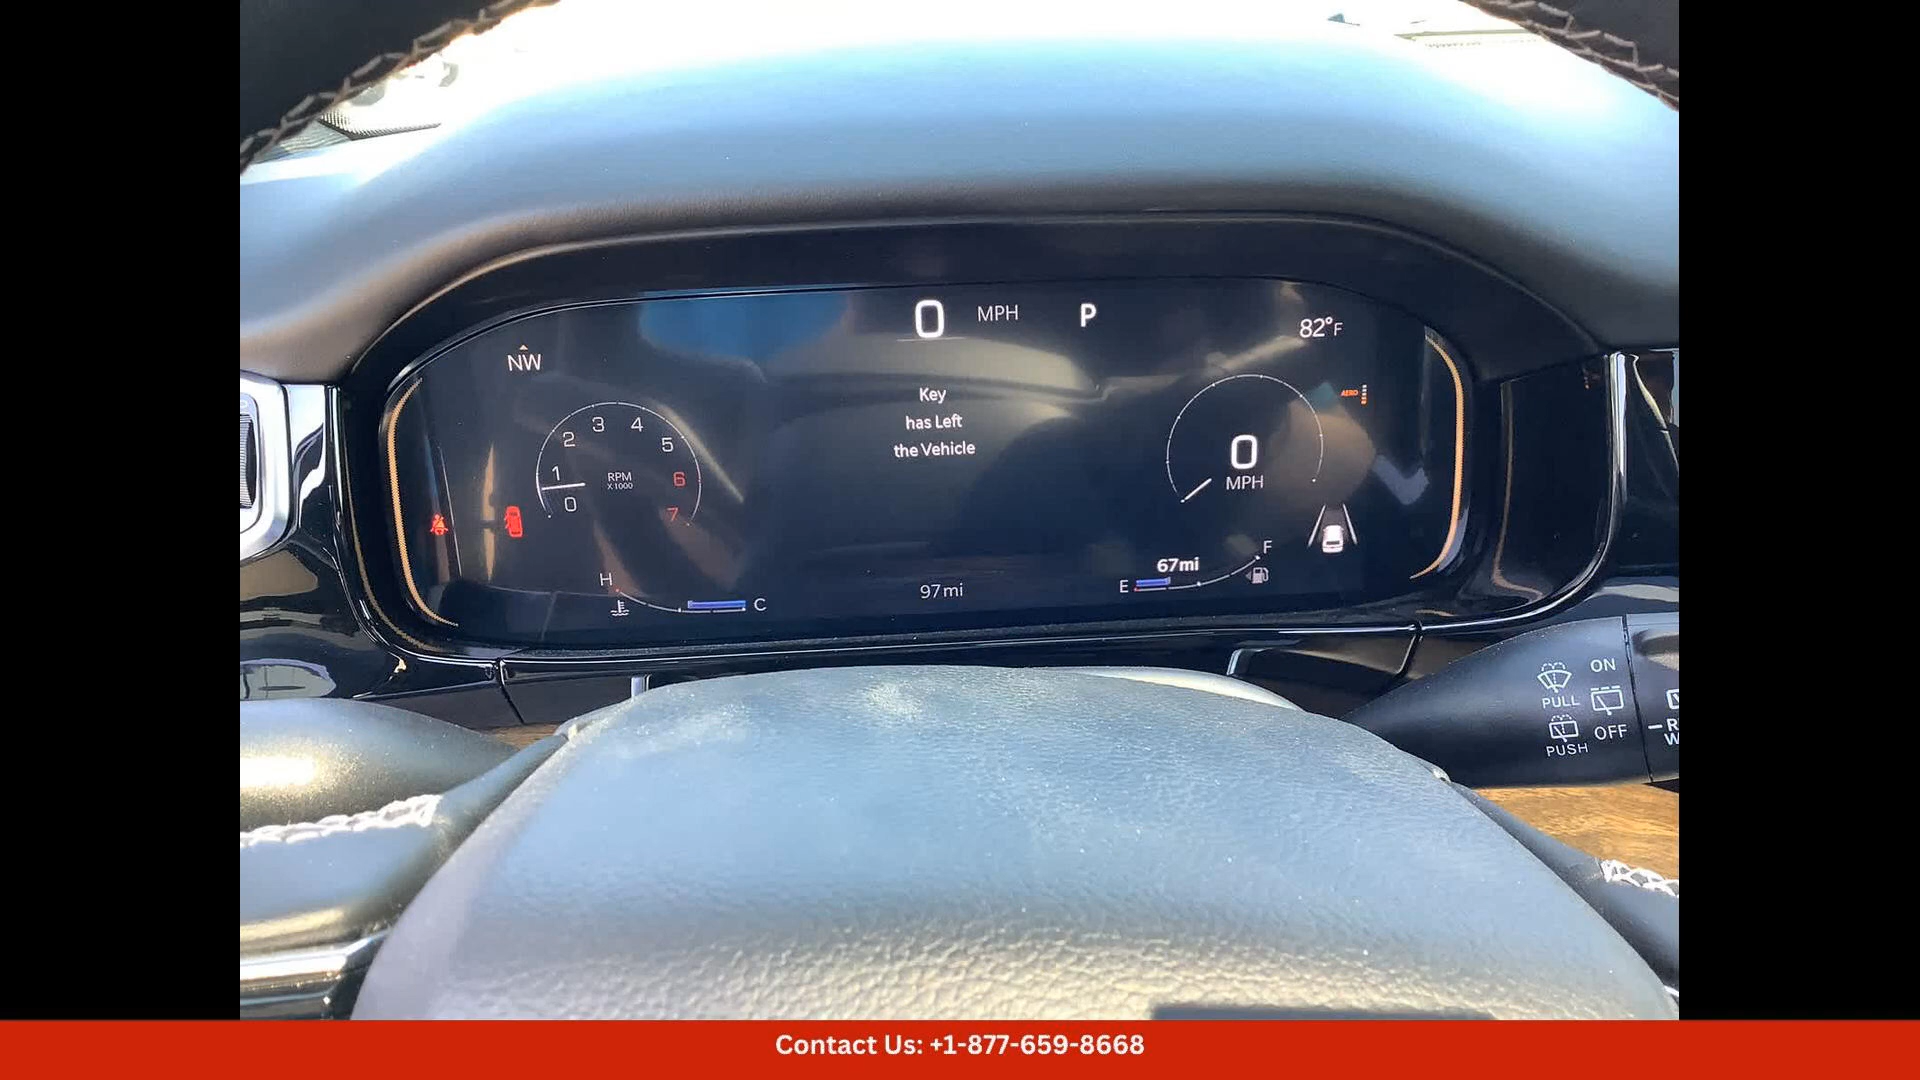 0 MPH P
82°F
NW
Key
has Left
the Vehicle
AERO
3 4
2 5
1 6
0 7
RPM
X 1000
0
MPH
H C
97mi
67mi
E F
ON
PULL
OFF
PUSH
Contact Us: +1-877-659-8668